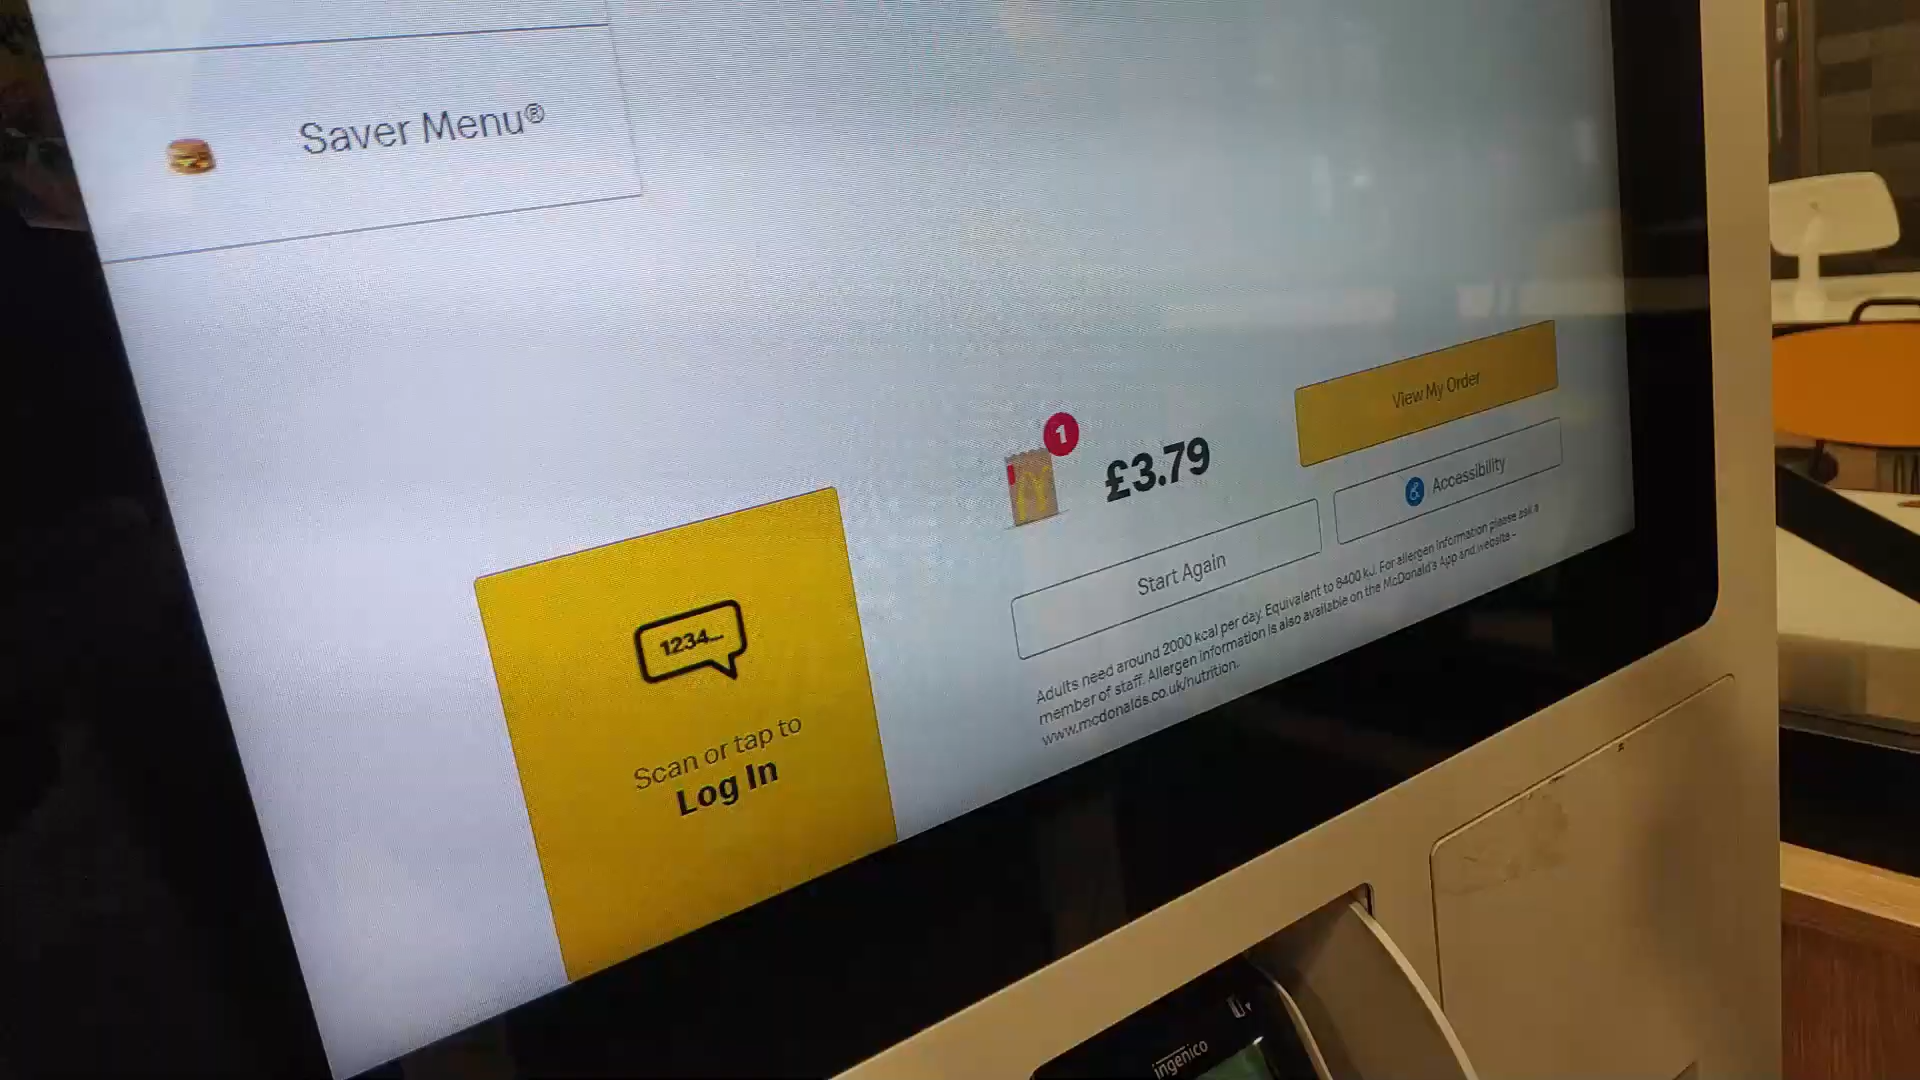 Saver Menu®
1
£3.79
View My Order
Start Again
Accessibility
Adults need around 2000 kcal per day. Equivalent to 8400 kJ. For allergen information please ask a
member of staff. Allergen information is also available on the McDonald's App and website -
www.mcdonalds.co.uk/nutrition.
1234...
Scan or tap to
Log In
ingenico